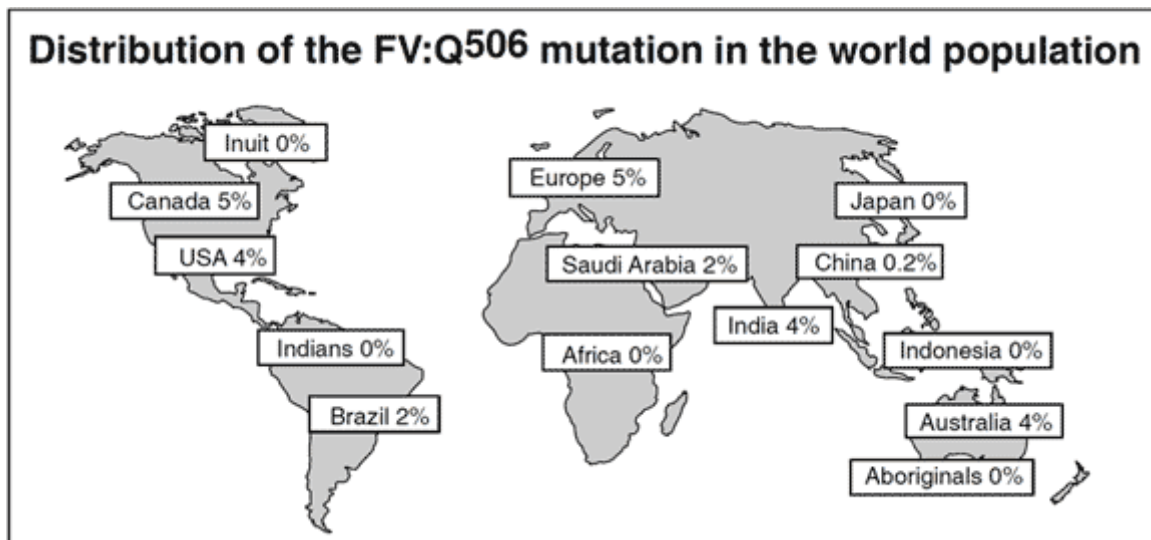 Distribution of the FV:Q506 mutation in the world population
Inuit 0%
Europe 5%
Canada 5%
Japan 0%
USA 4%
Saudi Arabia 2%
China 0.2%
India 4%
Indians 0%
Africa 0%
Indonesia 0%
Brazil 2%
Australia 4%
Aboriginals 0%